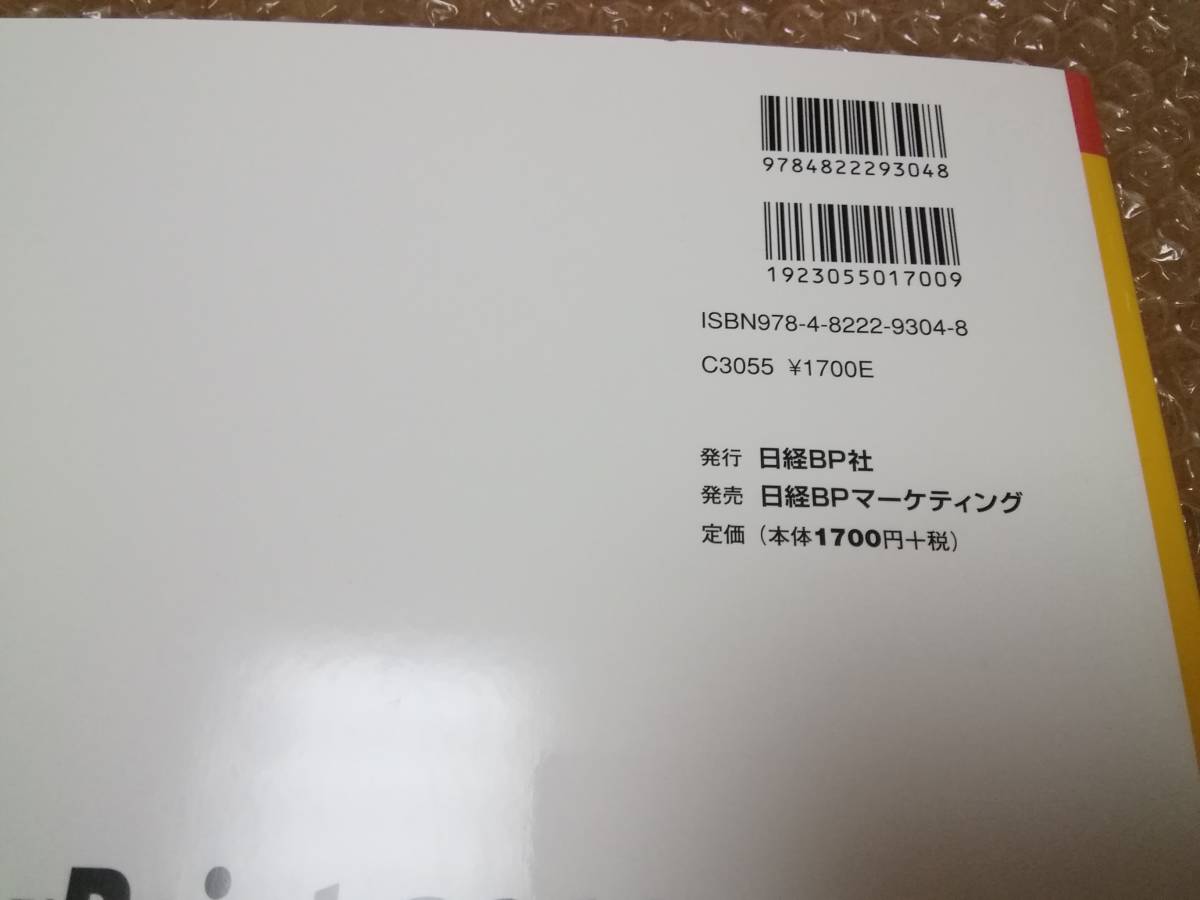 9784822293048
1923055017009
ISBN978-4-8222-9304-8
C3055 ¥1700E
発行 日経BP社
発売 日経BPマーケティング
定価（本体1700円＋税）